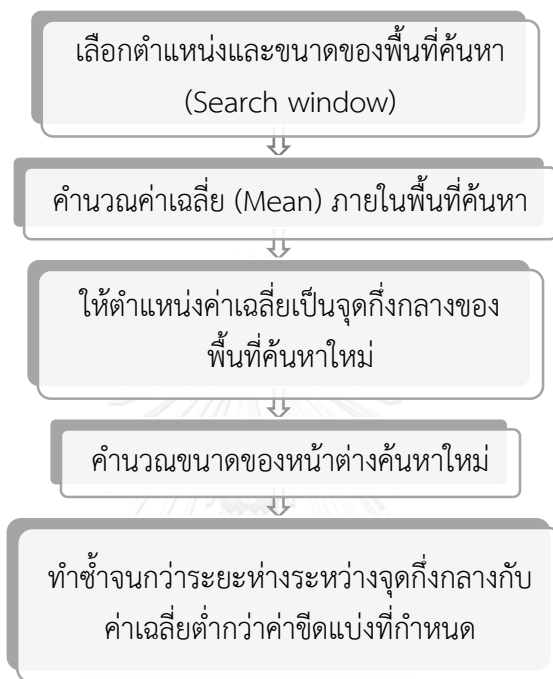 เลือกตำแหน่งและขนาดของพื้นที่ค้นหา
(Search window)
คำนวณค่าเฉลี่ย (Mean) ภายในพื้นที่ค้นหา
ให้ตำแหน่งค่าเฉลี่ยเป็นจุดกึ่งกลางของ
พื้นที่ค้นหาใหม่
คำนวณขนาดของหน้าต่างค้นหาใหม่
ทำซ้ำจนกว่าระยะห่างระหว่างจุดกึ่งกลางกับ
ค่าเฉลี่ยต่ำกว่าค่าขีดแบ่งที่กำหนด